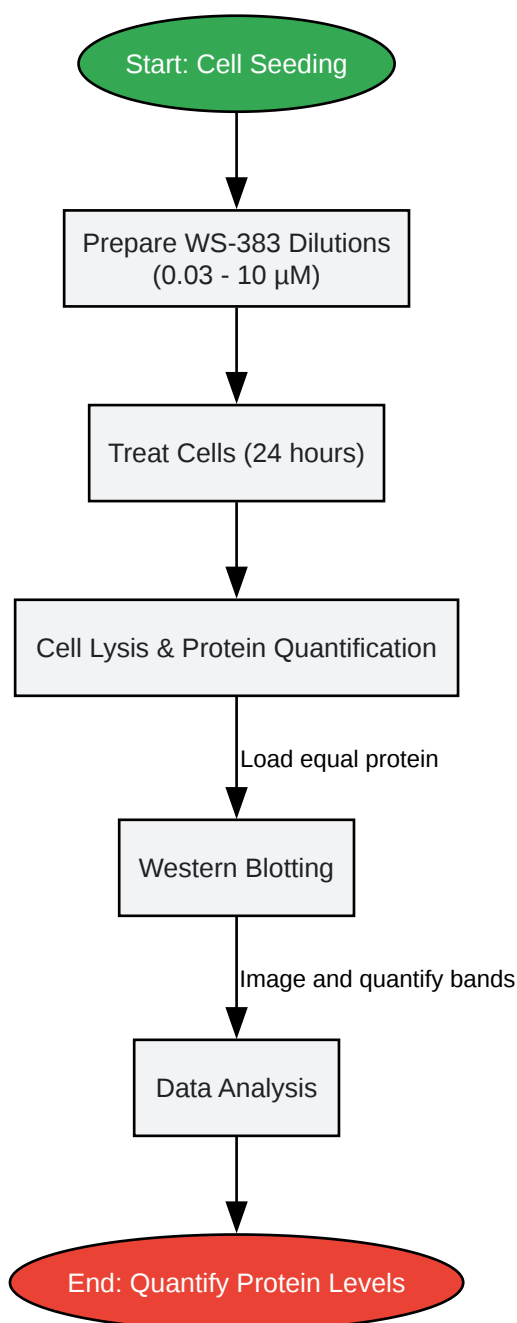 Start: Cell Seeding
Prepare WS-383 Dilutions
(0.03 - 10 µM)
Treat Cells (24 hours)
Cell Lysis & Protein Quantification
Load equal protein
Western Blotting
Image and quantify bands
Data Analysis
End: Quantify Protein Levels